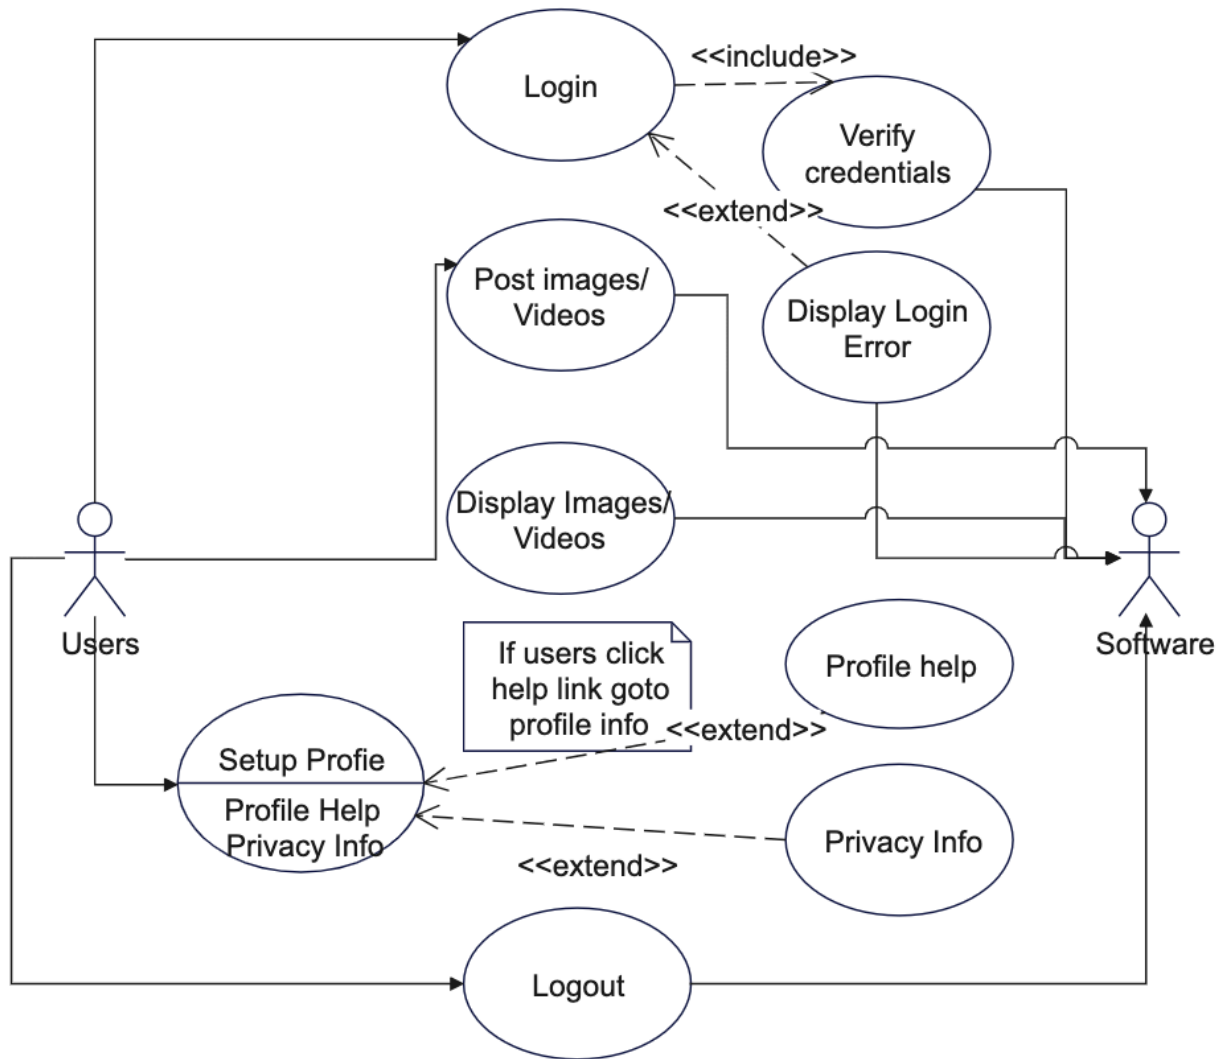 Login
<<include>>
Verify
credentials
<<extend>>
Post images/
Videos
Display Login
Error
Display Images/
Videos
Users
Software
If users click
help link goto
profile info
Profile help
<<extend>>
Setup Profie
Profile Help
Privacy Info
Privacy Info
<<extend>>
Logout